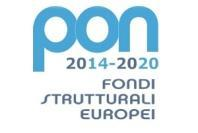 pon
2014-2020
FONDI
STRUTTURALI
EUROPEI